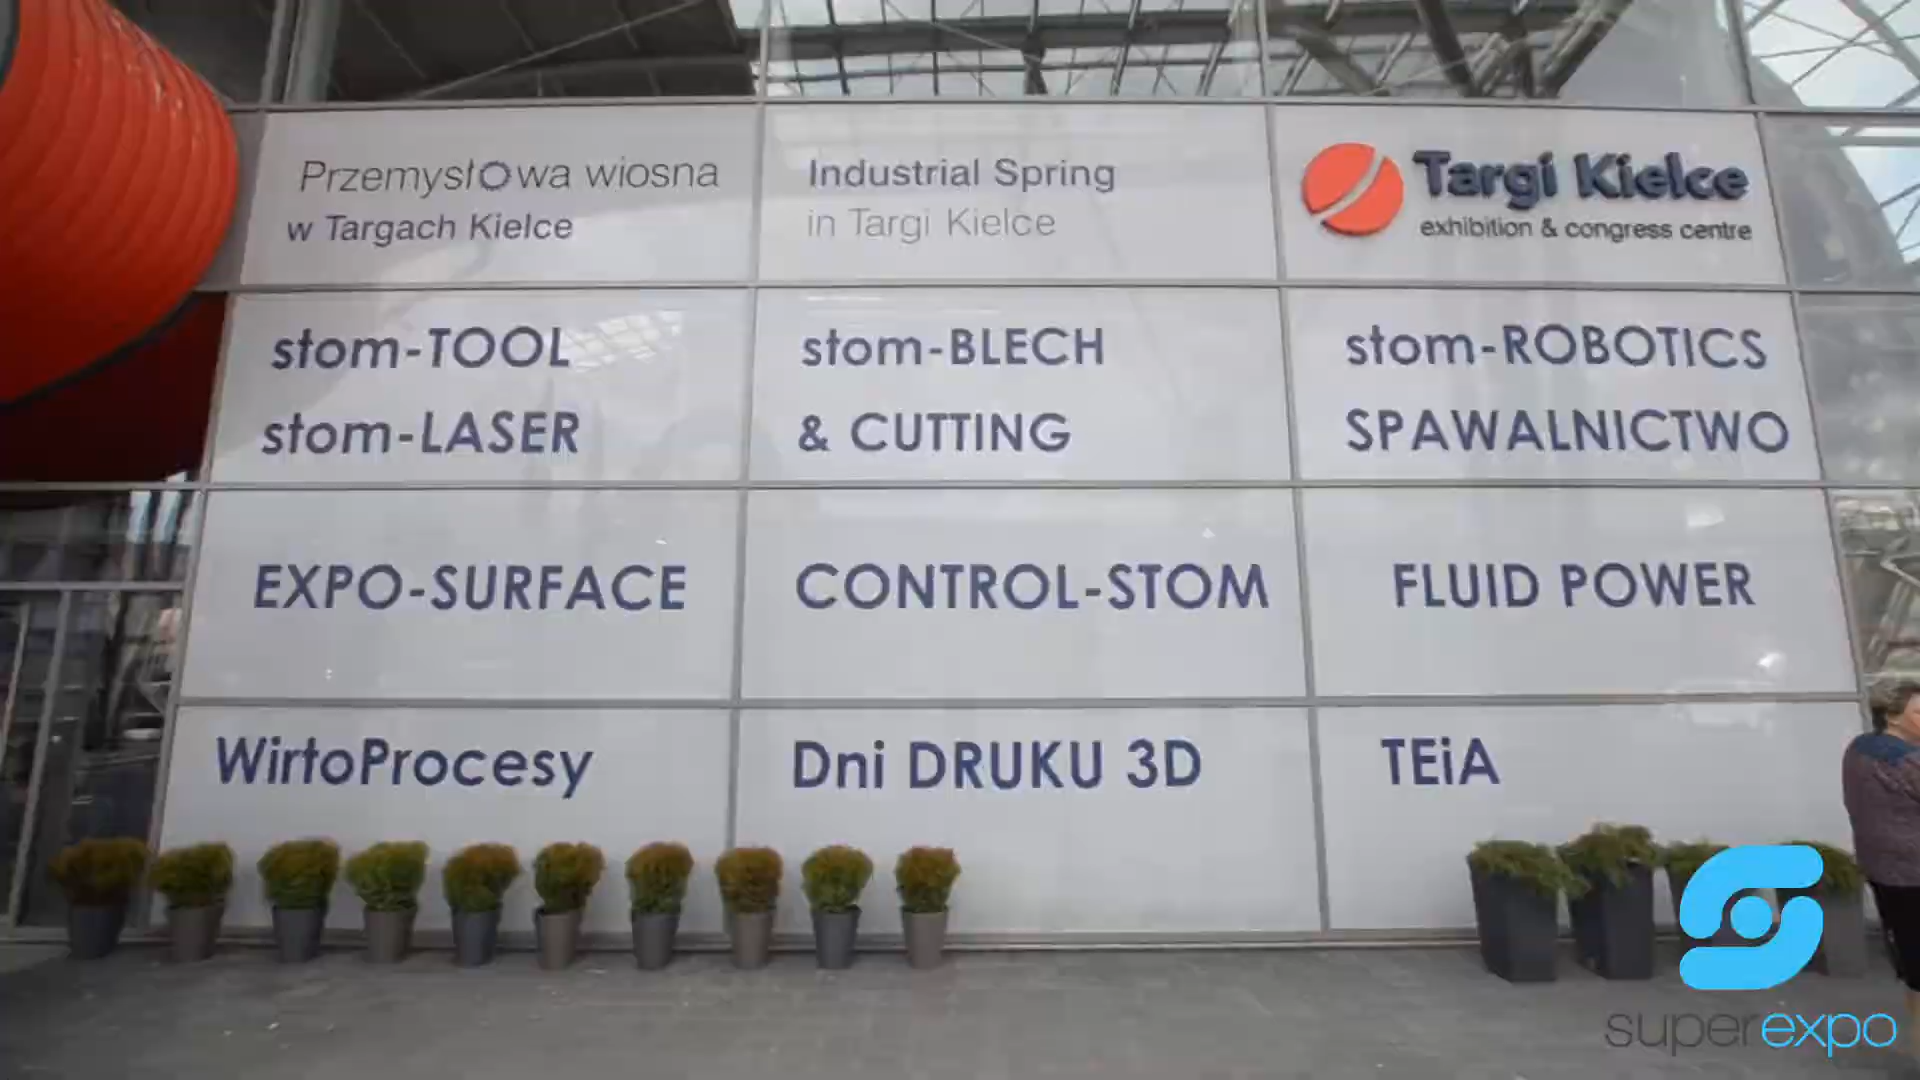 Przemysłowa wiosna
w Targach Kielce
Industrial Spring
in Targi Kielce
Targi Kielce
exhibition & congress centre
stom-TOOL
stom-LASER
stom-BLECH
& CUTTING
stom-ROBOTICS
SPAWALNICTWO
EXPO-SURFACE
CONTROL-STOM
FLUID POWER
WirtoProcesy
Dni DRUKU 3D
TEiA
superexpo